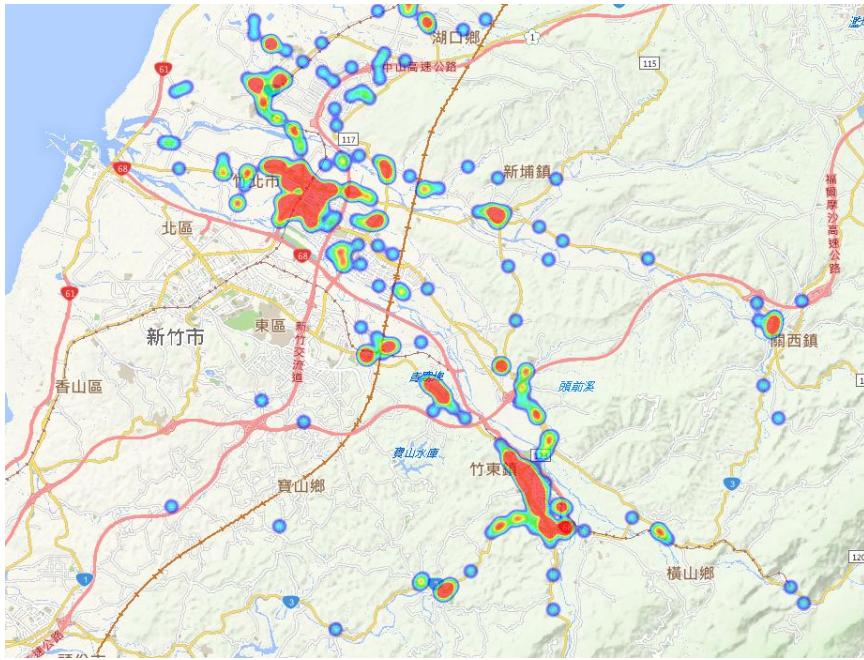 湖口鄉
1
61
中山高速公路
115
117
68
新埔鎮
竹北市
福爾摩沙高速公路
北區
68
61
新竹市
東區
新竹交流道
關西鎮
香山區
頭前溪
寶山水庫
竹東鎮
寶山鄉
3
橫山鄉
120
1
3